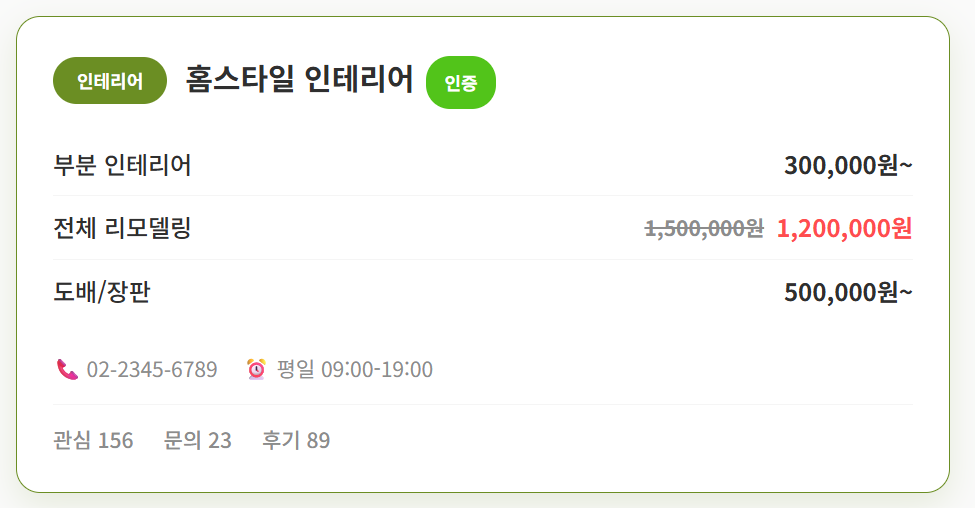 인테리어 홈스타일 인테리어 인증
부분 인테리어 300,000원~
전체 리모델링 1,500,000원 1,200,000원
도배/장판 500,000원~
02-2345-6789 평일 09:00-19:00
관심 156 문의 23 후기 89